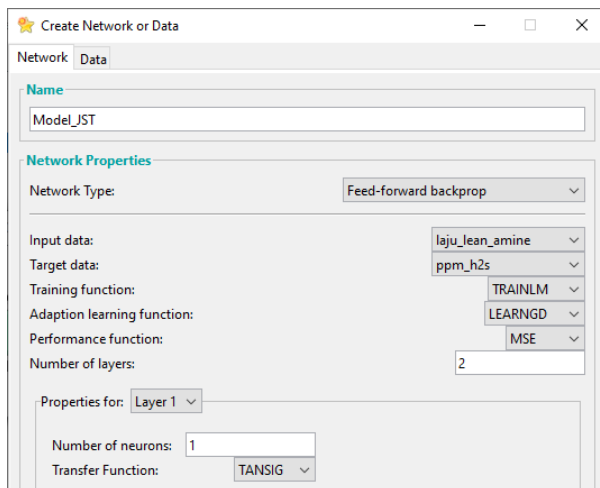 Create Network or Data
Network Data
Name
Model_JST
Network Properties
Network Type: Feed-forward backprop
Input data: laju_lean_amine
Target data: ppm_h2s
Training function: TRAINLM
Adaption learning function: LEARNGD
Performance function: MSE
Number of layers: 2
Properties for: Layer 1
Number of neurons: 1
Transfer Function: TANSIG